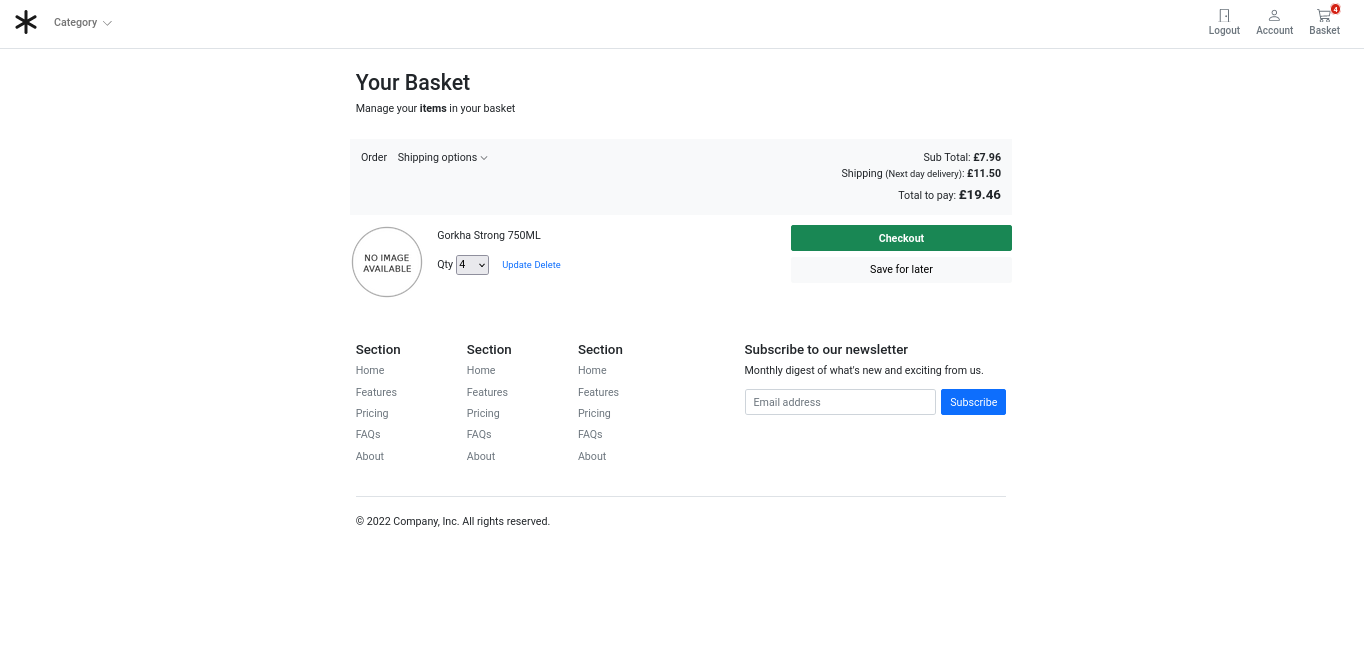 Category
Logout Account Basket 4
Your Basket
Manage your items in your basket
Order Shipping options
Sub Total: £7.96
Shipping (Next day delivery): £11.50
Total to pay: £19.46
NO IMAGE
AVAILABLE
Gorkha Strong 750ML
Qty 4 Update Delete
Checkout
Save for later
Section
Home
Features
Pricing
FAQs
About
Section
Home
Features
Pricing
FAQs
About
Section
Home
Features
Pricing
FAQs
About
Subscribe to our newsletter
Monthly digest of what's new and exciting from us.
Email address Subscribe
© 2022 Company, Inc. All rights reserved.